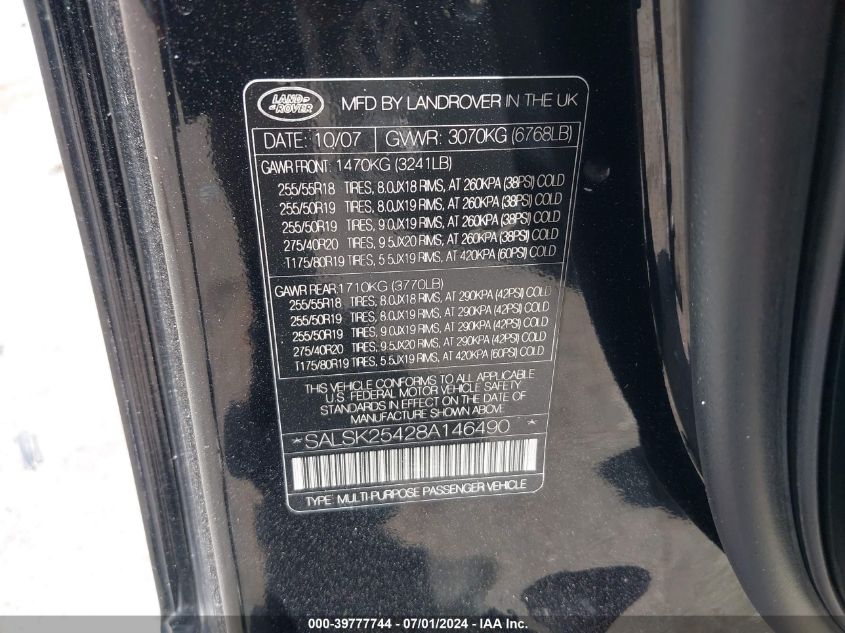 LAND
ROVER
MFD BY LANDROVER IN THE UK
DATE: 10/07 GVWR: 3070KG (6768LB)
GAWR FRONT: 1470KG (3241LB)
255/55R18 TIRES, 8.0JX18 RIMS, AT 260KPA (38PSI) COLD
255/50R19 TIRES, 8.0JX19 RIMS, AT 260KPA (38PSI) COLD
255/50R19 TIRES, 9.0JX19 RIMS, AT 260KPA (38PSI) COLD
275/40R20 TIRES, 9.5JX20 RIMS, AT 260KPA (38PSI) COLD
T175/80R19 TIRES, 5.5JX19 RIMS, AT 420KPA (60PSI) COLD
GAWR REAR: 1710KG (3770LB)
255/55R18 TIRES, 8.0JX18 RIMS, AT 290KPA (42PSI) COLD
255/50R19 TIRES, 8.0JX19 RIMS, AT 290KPA (42PSI) COLD
255/50R19 TIRES, 9.0JX19 RIMS, AT 290KPA (42PSI) COLD
275/40R20 TIRES, 9.5JX20 RIMS, AT 290KPA (42PSI) COLD
T175/80R19 TIRES, 5.5JX19 RIMS, AT 420KPA (60PSI) COLD
THIS VEHICLE CONFORMS TO ALL APPLICABLE
U.S. FEDERAL MOTOR VEHICLE SAFETY
STANDARDS IN EFFECT ON THE DATE OF
MANUFACTURE SHOWN ABOVE
*SALSK25428A146490*
TYPE: MULTI-PURPOSE PASSENGER VEHICLE
000-39777744 / 07/01/2024 - IAA Inc.